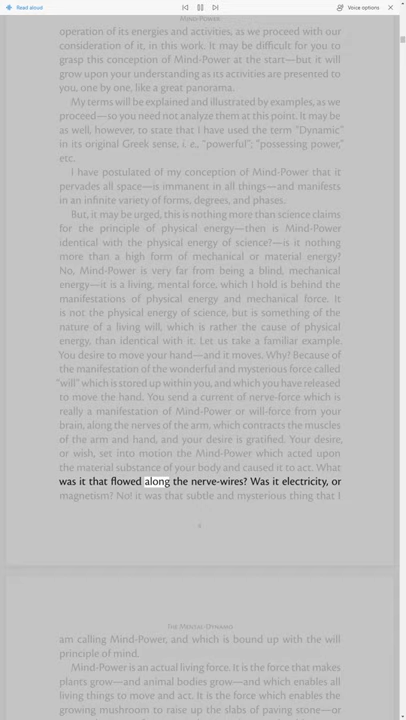 Read aloud
Voice options
Mind-Power
operation of its energies and activities, as we proceed with our
consideration of it, in this work. It may be difficult for you to
grasp this conception of Mind-Power at the start—but it will
grow upon your understanding as its activities are presented to
you, one by one, like a great panorama.
My terms will be explained and illustrated by examples, as we
proceed—so you need not analyze them at this point. It may be
as well, however, to state that I have used the term “Dynamic”
in its original Greek sense, i. e., “powerful”; “possessing power,”
etc.
I have postulated of my conception of Mind-Power that it
pervades all space—is immanent in all things—and manifests
in an infinite variety of forms, degrees, and phases.
But, it may be urged, this is nothing more than science claims
for the principle of physical energy—then is Mind-Power
identical with the physical energy of science?—is it nothing
more than a high form of mechanical or material energy?
No, Mind-Power is very far from being a blind, mechanical
energy—it is a living, mental force, which I hold is behind the
manifestations of physical energy and mechanical force. It
is not the physical energy of science, but is something of the
nature of a living will, which is rather the cause of physical
energy, than identical with it. Let us take a familiar example.
You desire to move your hand—and it moves. Why? Because of
the manifestation of the wonderful and mysterious force called
“will” which is stored up within you, and which you have released
to move the hand. You send a current of nerve-force which is
really a manifestation of Mind-Power or will-force from your
brain, along the nerves of the arm, which contracts the muscles
of the arm and hand, and your desire is gratified. Your desire,
or wish, set into motion the Mind-Power which acted upon
the material substance of your body and caused it to act. What
was it that flowed along the nerve-wires? Was it electricity, or
magnetism? No! it was that subtle and mysterious thing that I
The Mental-Dynamo
am calling Mind-Power, and which is bound up with the will
principle of mind.
Mind-Power is an actual living force. It is the force that makes
plants grow—and animal bodies grow—and which enables all
living things to move and act. It is the force which enables the
growing mushroom to raise up the slabs of paving stone—or